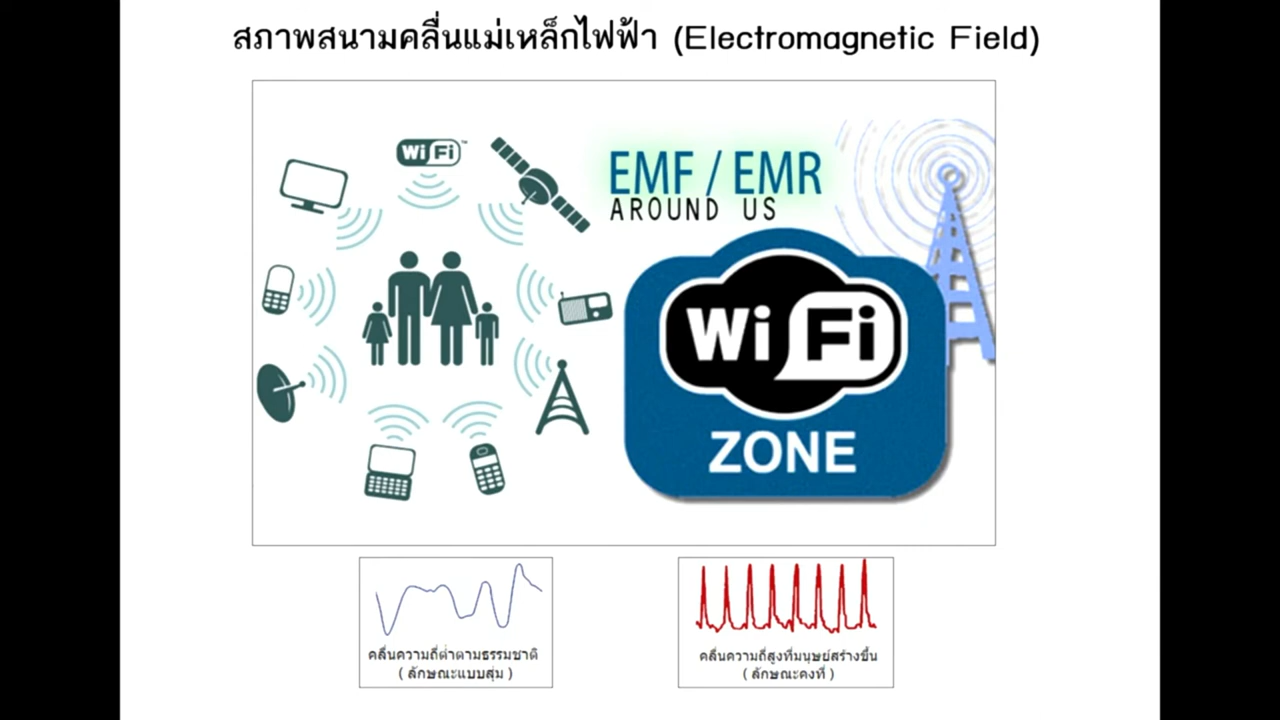 สภาพสนามคลื่นแม่เหล็กไฟฟ้า (Electromagnetic Field)
WiFi™
EMF / EMR
AROUND US
WiFi
ZONE
คลื่นความถี่ต่ำตามธรรมชาติ
( ลักษณะแบบสุ่ม )
คลื่นความถี่สูงที่มนุษย์สร้างขึ้น
( ลักษณะคงที่ )